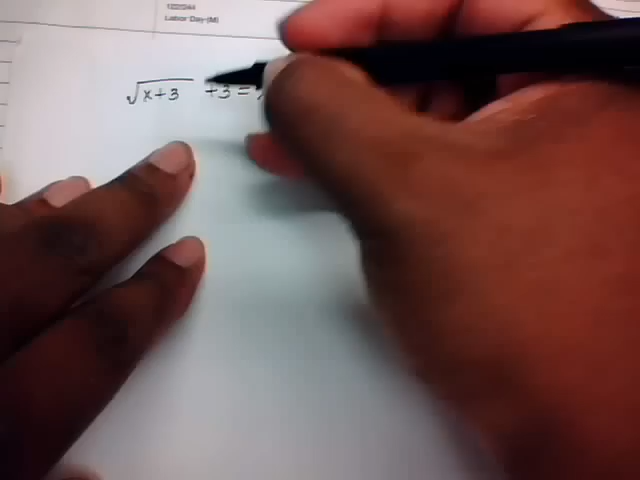 Labor Day (M)
√x+3 +3 =